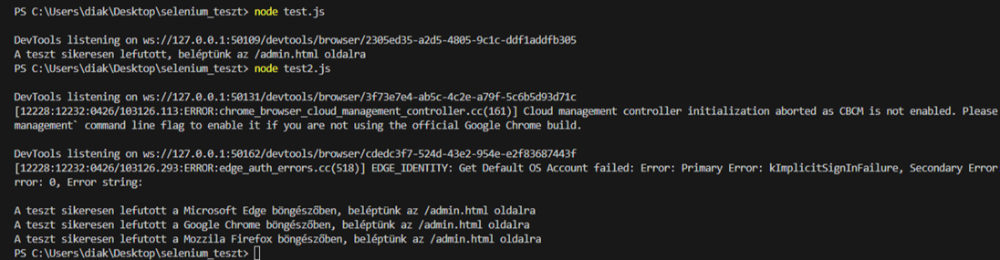 PS C:\Users\diak\Desktop\selenium_teszt> node test.js
DevTools listening on ws://127.0.0.1:50109/devtools/browser/2305ed35-a2d5-4805-9c1c-ddf1addfb305
A teszt sikeresen lefutott, beléptünk az /admin.html oldalra
PS C:\Users\diak\Desktop\selenium_teszt> node test2.js
DevTools listening on ws://127.0.0.1:50131/devtools/browser/3f73e7e4-ab5c-4c2e-a79f-5c6b5d93d71c
[12228:12232:0426/103126.113:ERROR:chrome_browser_cloud_management_controller.cc(161)] Cloud management controller initialization aborted as CBCM is not enabled. Please
management` command line flag to enable it if you are not using the official Google Chrome build.
DevTools listening on ws://127.0.0.1:50162/devtools/browser/cdedc3f7-524d-43e2-954e-e2f83687443f
[12228:12232:0426/103126.293:ERROR:edge_auth_errors.cc(518)] EDGE_IDENTITY: Get Default OS Account failed: Error: Primary Error: kImplicitSignInFailure, Secondary Error
rror: 0, Error string:
A teszt sikeresen lefutott a Microsoft Edge böngészőben, beléptünk az /admin.html oldalra
A teszt sikeresen lefutott a Google Chrome böngészőben, beléptünk az /admin.html oldalra
A teszt sikeresen lefutott a Mozzila Firefox böngészőben, beléptünk az /admin.html oldalra
PS C:\Users\diak\Desktop\selenium_teszt>